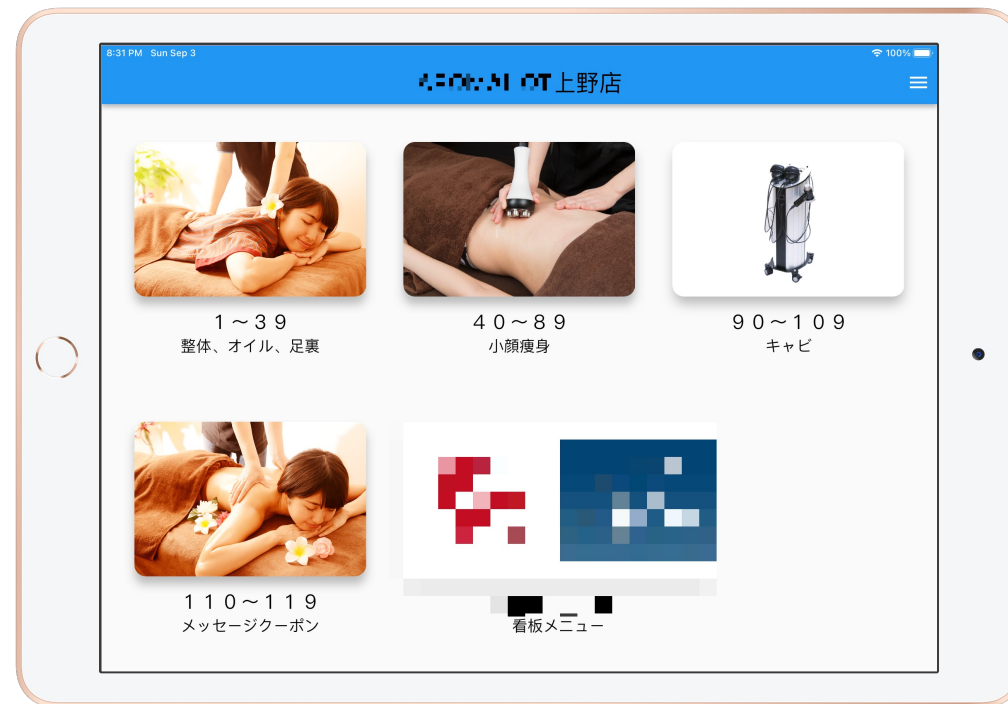 8:31 PM Sun Sep 3
100%
上野店
1～39
整体、オイル、足裏
40～89
小顔痩身
90～109
キャビ
110～119
メッセージクーポン
看板メニュー